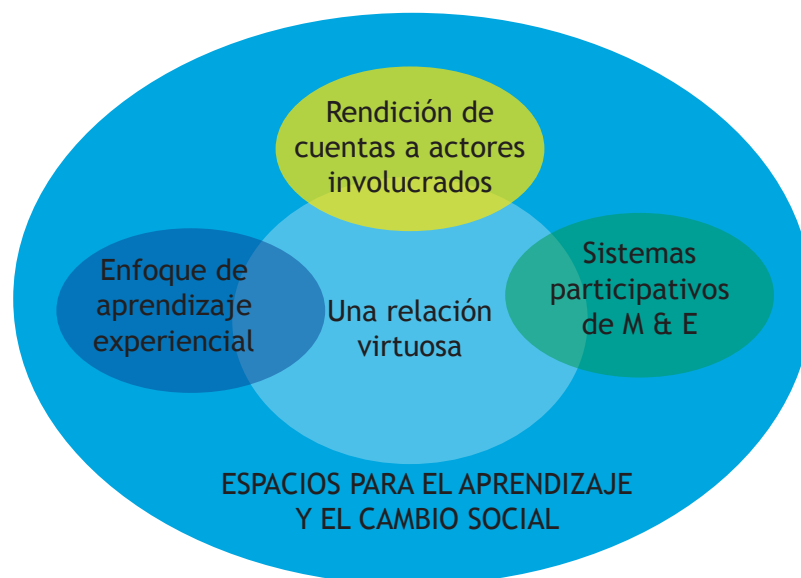 Rendición de
cuentas a actores
involucrados
Enfoque de
aprendizaje
experiencial
Una relación
virtuosa
Sistemas
participativos
de M & E
ESPACIOS PARA EL APRENDIZAJE
Y EL CAMBIO SOCIAL